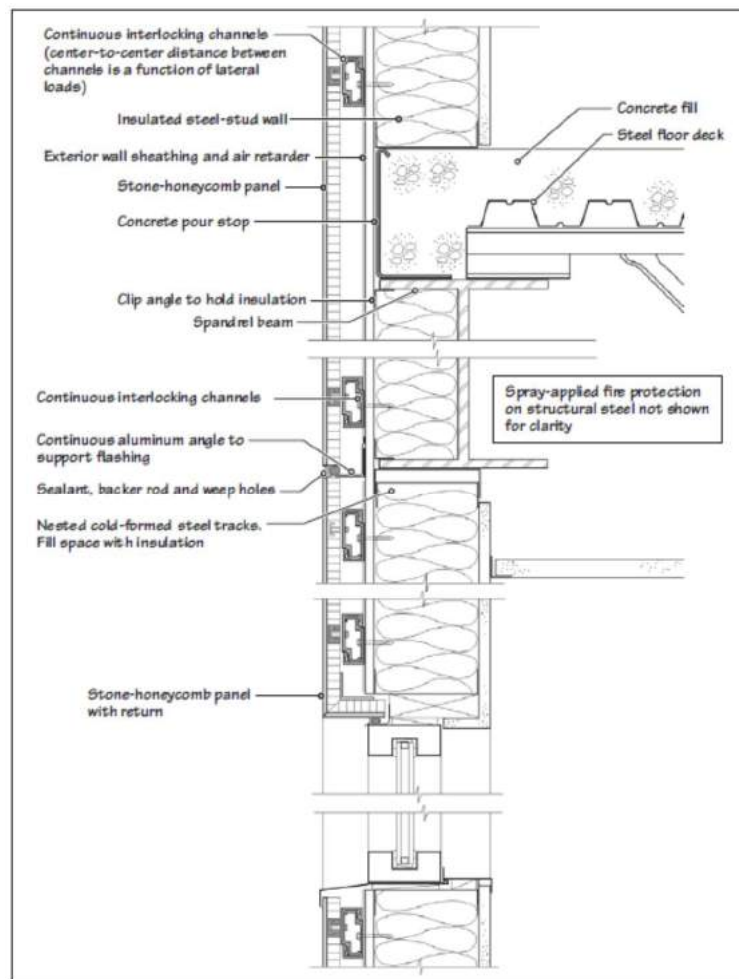 Continuous interlocking channels
(center-to-center distance between
channels is a function of lateral
loads)
Insulated steel-stud wall
Exterior wall sheathing and air retarder
Stone-honeycomb panel
Concrete pour stop
Clip angle to hold insulation
Spandrel beam
Concrete fill
Steel floor deck
Continuous interlocking channels
Continuous aluminum angle to
support flashing
Sealant, backer rod and weep holes
Nested cold-formed steel tracks.
Fill space with insulation
Spray-applied fire protection
on structural steel not shown
for clarity
Stone-honeycomb panel
with return